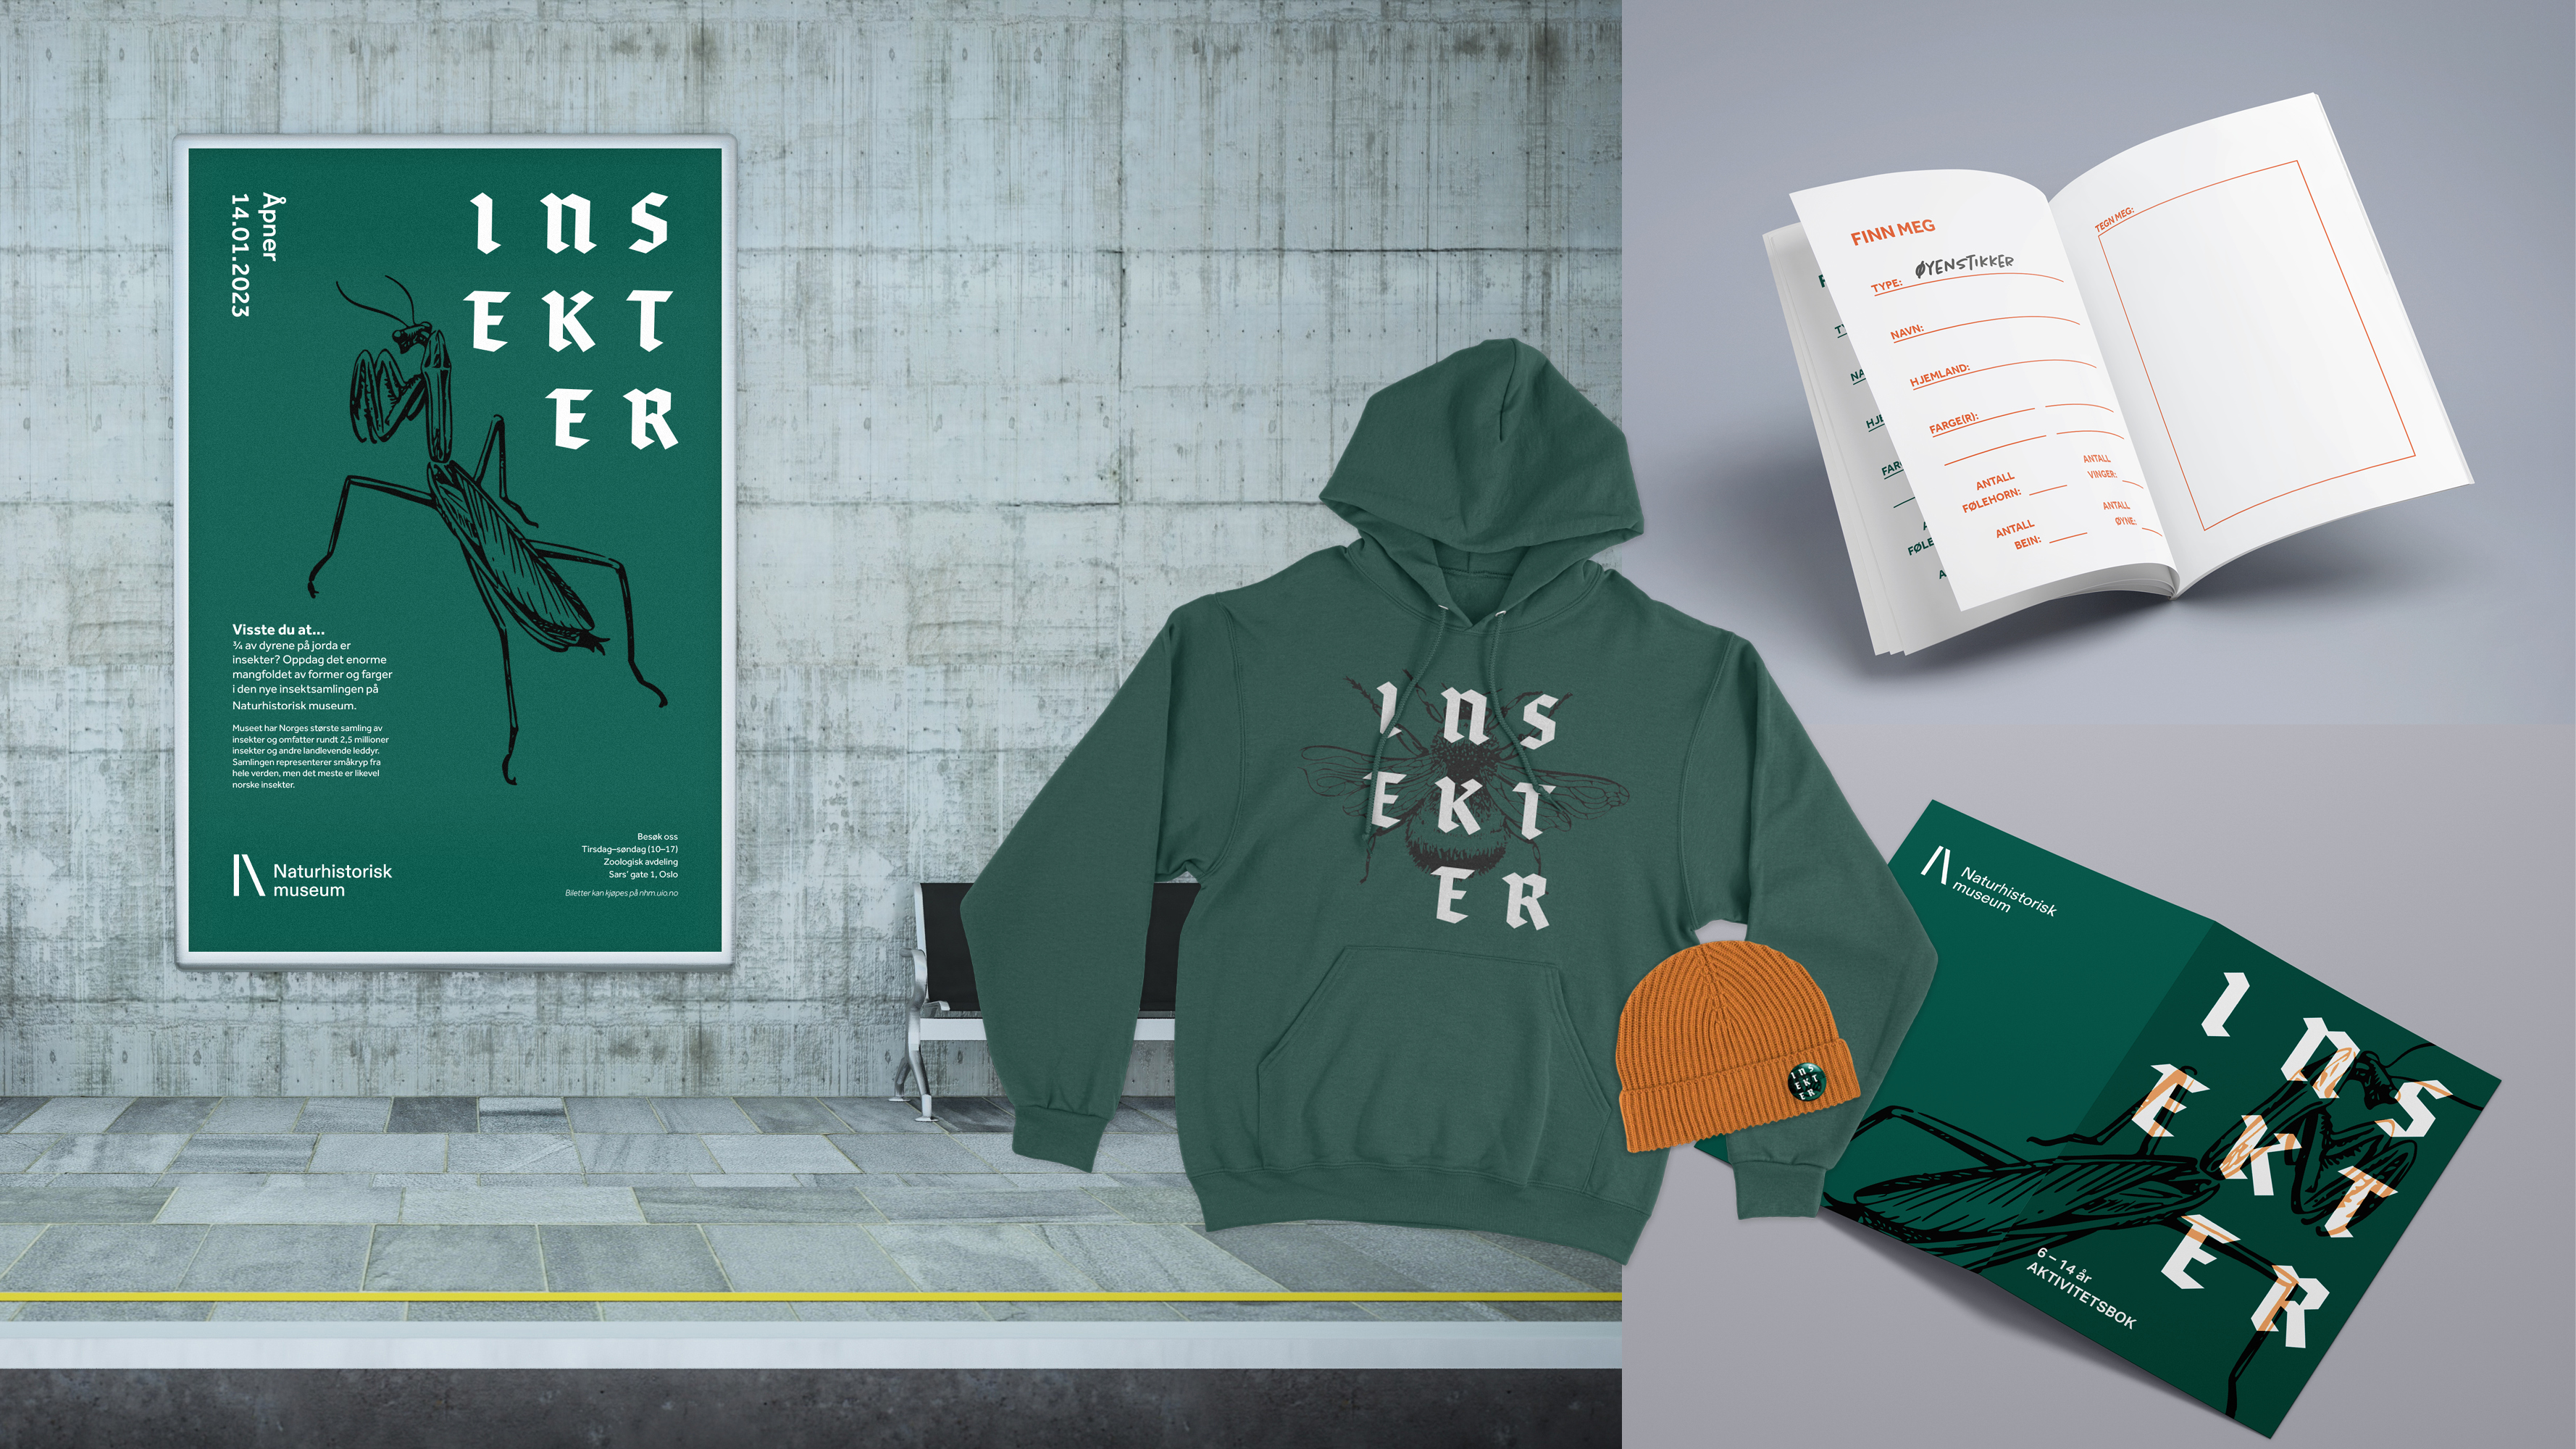 Åpner
14.01.2023
INS
EKT
ER
Visste du at...
¾ av dyrene på jorda er
insekter? Oppdag det enorme
mangfoldet av former og farger
i den nye insektsamlingen på
Naturhistorisk museum.
Museet har Norges største samling av
insekter og omfatter rundt 2,5 millioner
insekter og andre landlevende leddyr.
Samlingen representerer småkryp fra
hele verden, men det meste er likevel
norske insekter.
Naturhistorisk
museum
Besøk oss
Tirsdag–søndag (10–17)
Zoologisk avdeling
Sars' gate 1, Oslo
Biletter kan kjøpes på nhm.uio.no
INS
EKT
ER
INS
EKT
ER
FINN MEG
TYPE: ØYENSTIKKER
NAVN:
HJEMLAND:
FARGE(R):
ANTALL
FØLEHORN:
ANTALL
VINGER:
ANTALL
BEIN:
ANTALL
ØYNE:
TEGN MEG:
Naturhistorisk
museum
INS
EKT
ER
6 – 14 år
AKTIVITETSBOK